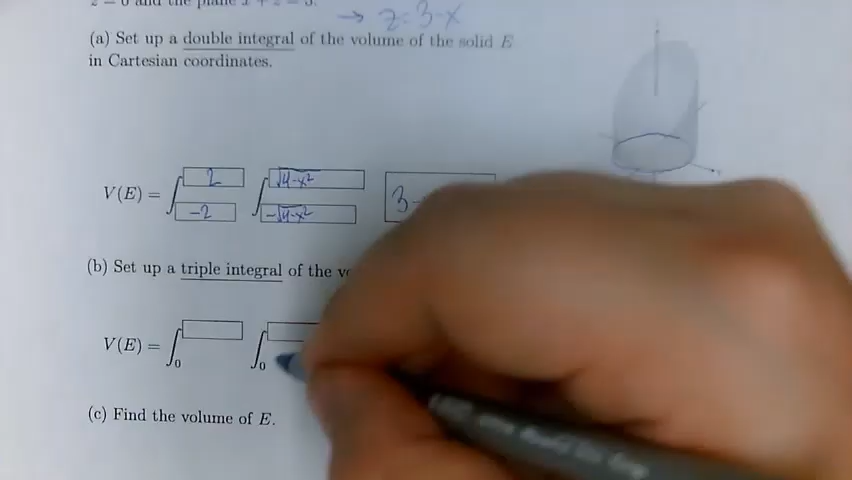 z = 0 and the plane x + z = 3.
→ z = 3-x
(a) Set up a double integral of the volume of the solid E
in Cartesian coordinates.
V(E) = ∫ 2 -2 ∫ √4-x² -√4-x² 3-
(b) Set up a triple integral of the
V(E) = ∫ 0 ∫ 0
(c) Find the volume of E.